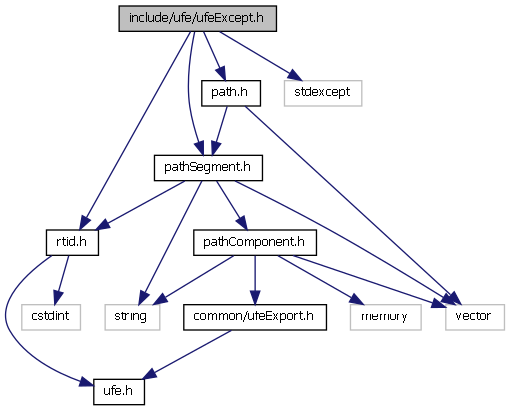 include/ufe/ufeExcept.h
path.h
stdexcept
pathSegment.h
rtid.h
pathComponent.h
cstdint
string
common/ufeExport.h
memory
vector
ufe.h